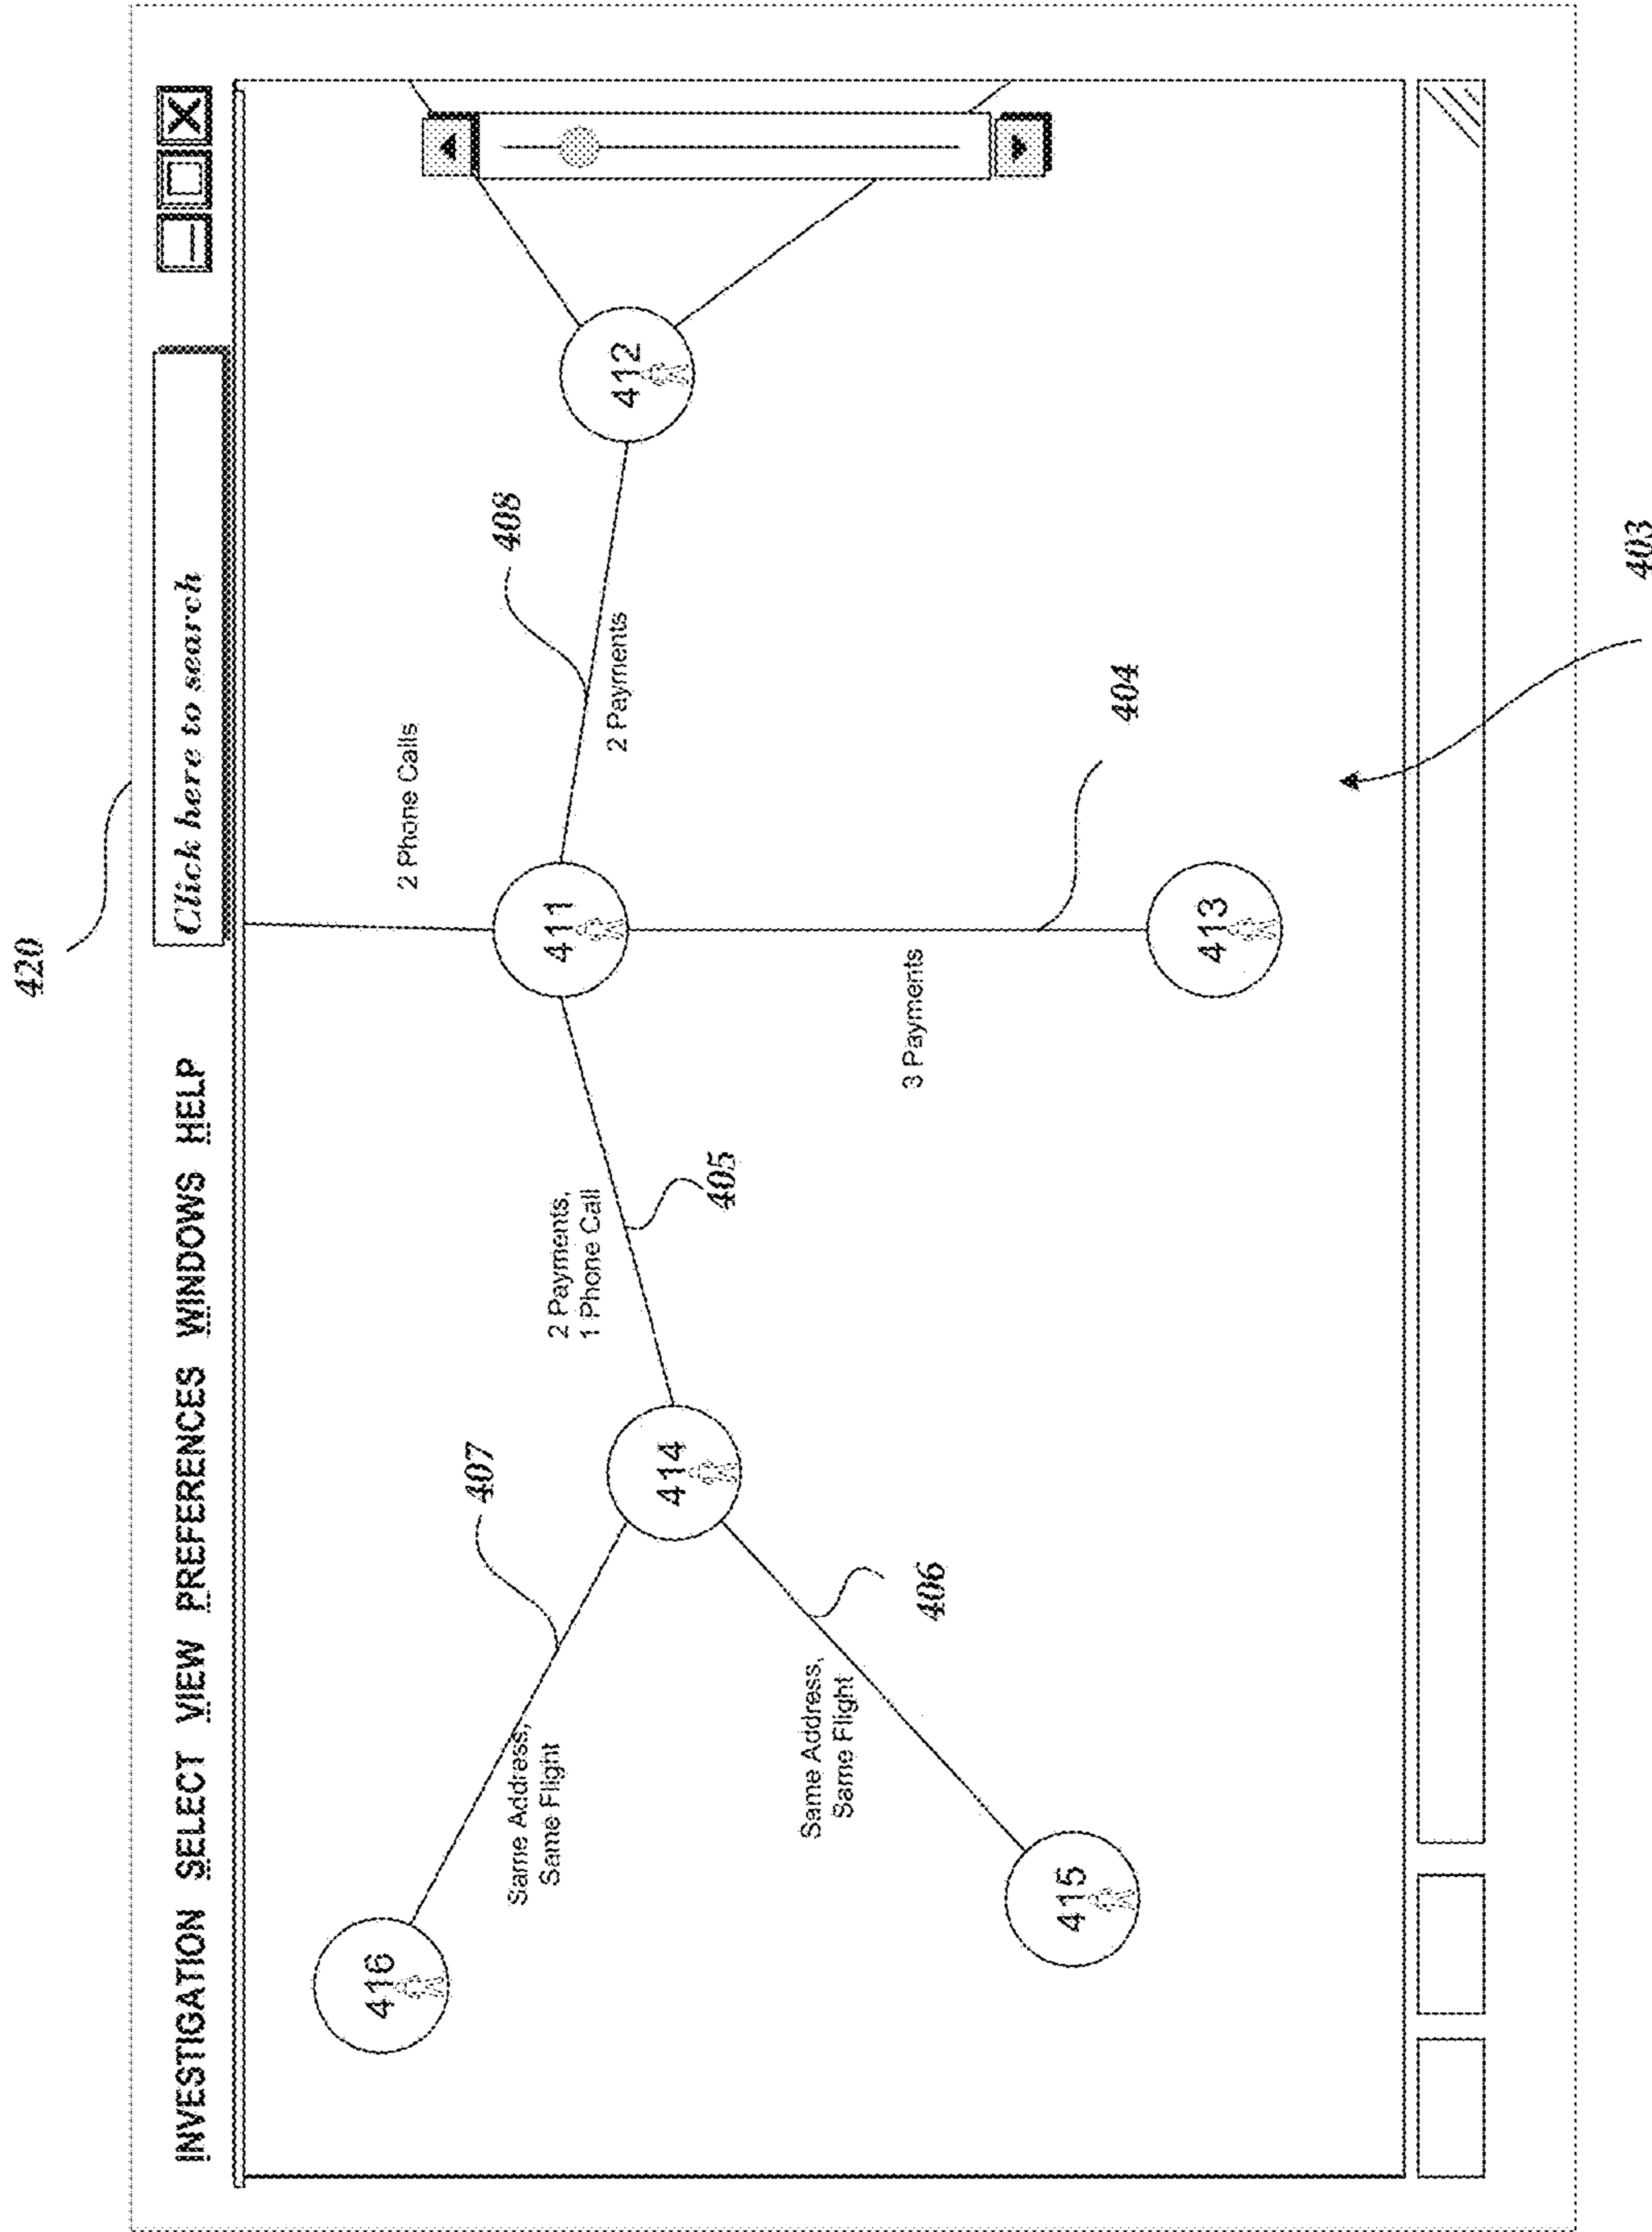 420
INVESTIGATION SELECT VIEW PREFERENCES WINDOWS HELP
Click here to search
416
407
Same Address,
Same Flight
2 Phone Calls
411
408
2 Payments
412
2 Payments,
1 Phone Call
405
414
Same Address,
Same Flight
406
3 Payments
404
415
413
403